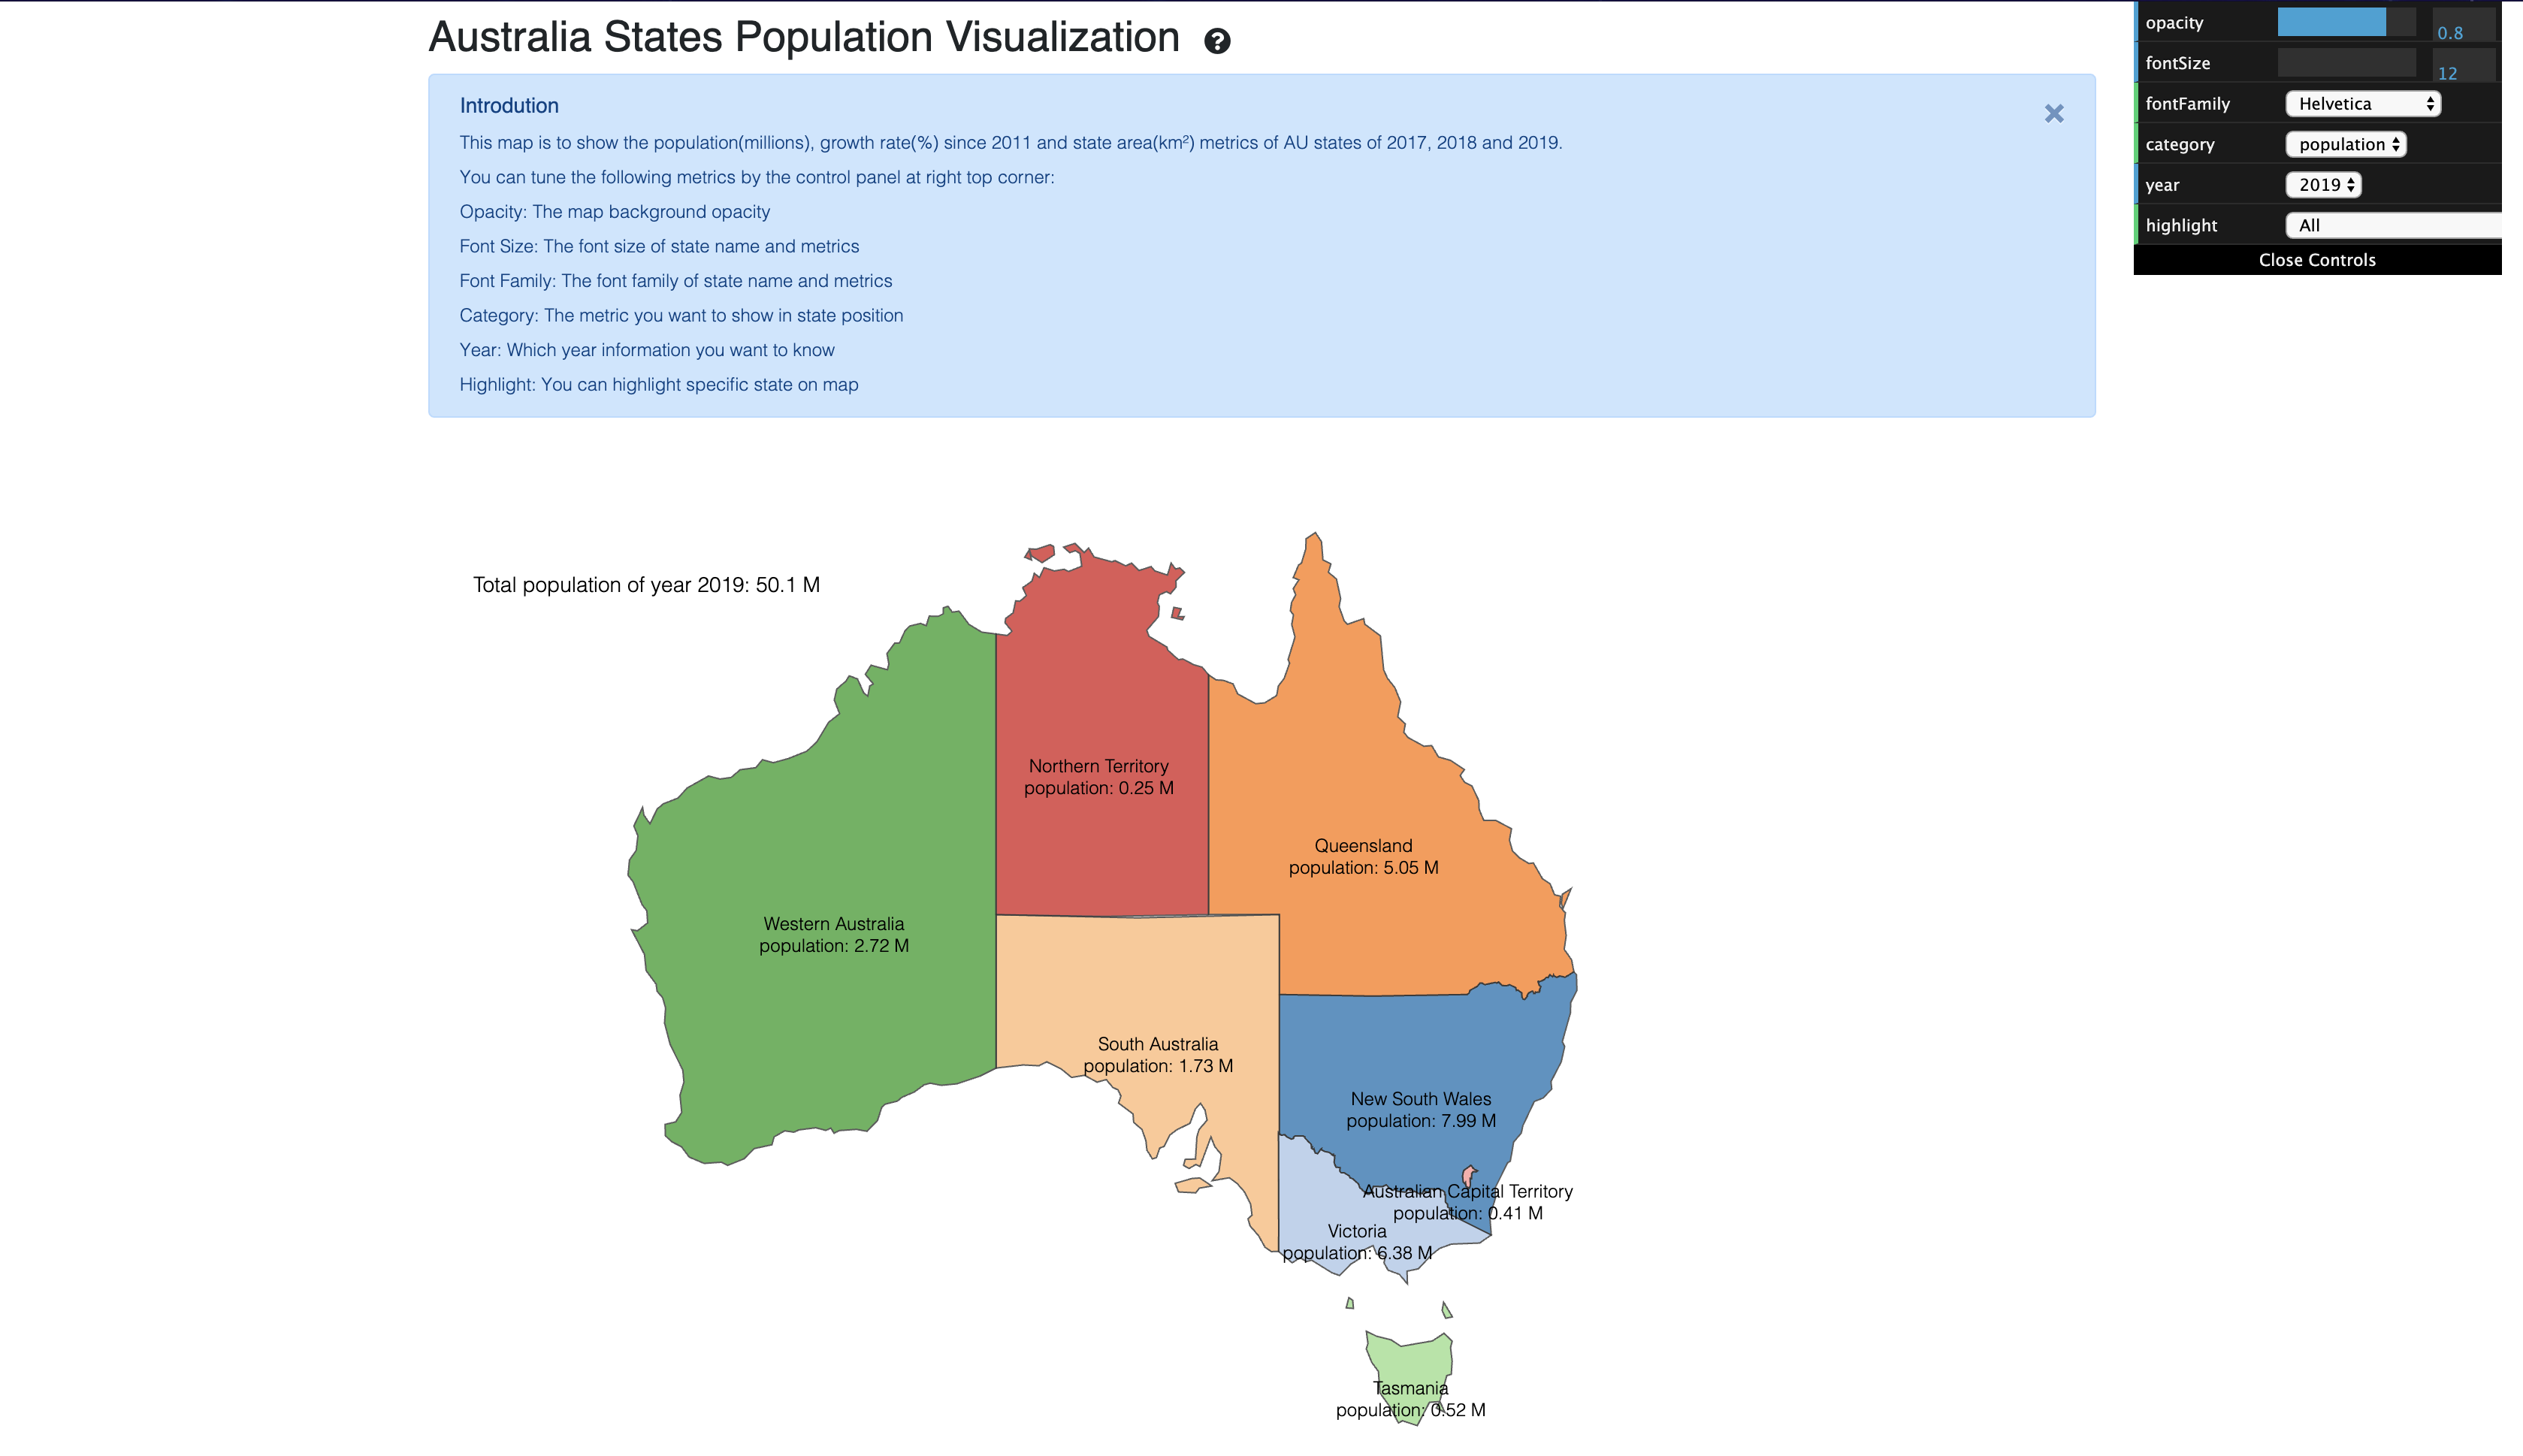 Australia States Population Visualization ?
Introdution
This map is to show the population(millions), growth rate(%) since 2011 and state area(km²) metrics of AU states of 2017, 2018 and 2019.
You can tune the following metrics by the control panel at right top corner:
Opacity: The map background opacity
Font Size: The font size of state name and metrics
Font Family: The font family of state name and metrics
Category: The metric you want to show in state position
Year: Which year information you want to know
Highlight: You can highlight specific state on map
opacity 0.8
fontSize 12
fontFamily Helvetica
category population
year 2019
highlight All
Close Controls
Total population of year 2019: 50.1 M
Northern Territory
population: 0.25 M
Queensland
population: 5.05 M
Western Australia
population: 2.72 M
South Australia
population: 1.73 M
New South Wales
population: 7.99 M
Australian Capital Territory
population: 0.41 M
Victoria
population: 6.38 M
Tasmania
population: 0.52 M